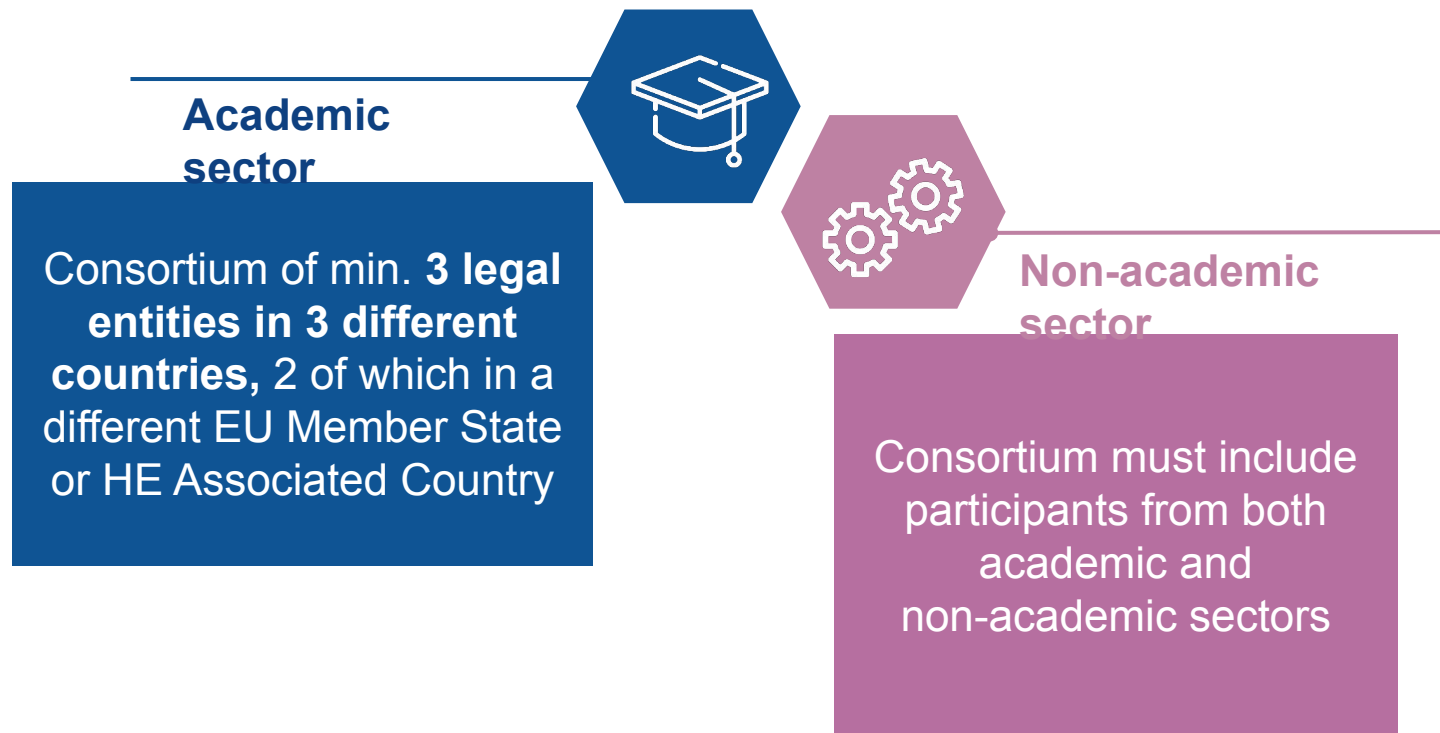 Academic
sector
Consortium of min. 3 legal
entities in 3 different
countries, 2 of which in a
different EU Member State
or HE Associated Country
Non-academic
sector
Consortium must include
participants from both
academic and
non-academic sectors